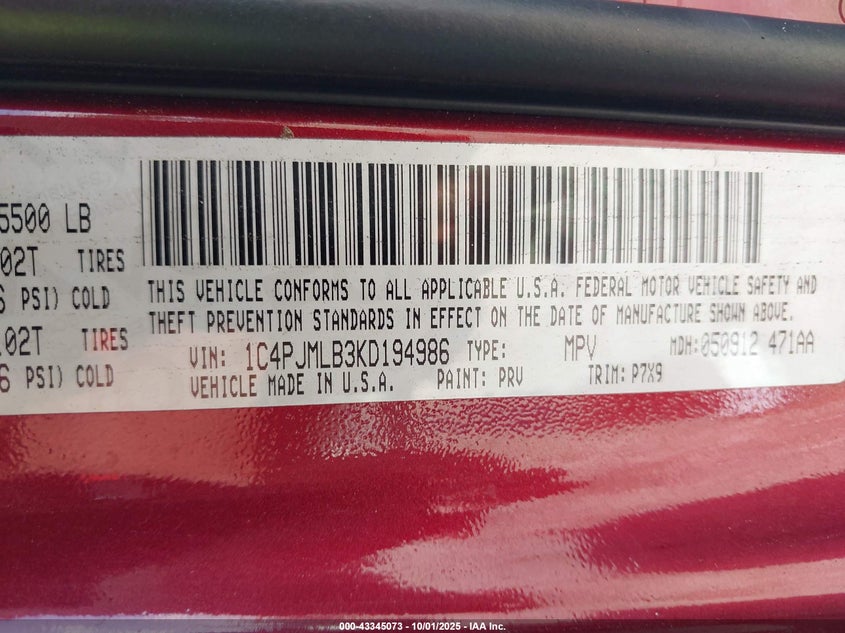 5500 LB
02T TIRES
6 PSI) COLD
02T TIRES
6 PSI) COLD
THIS VEHICLE CONFORMS TO ALL APPLICABLE U.S.A. FEDERAL MOTOR VEHICLE SAFETY AND
THEFT PREVENTION STANDARDS IN EFFECT ON THE DATE OF MANUFACTURE SHOWN ABOVE.
VIN: 1C4PJMLB3KD194986 TYPE: MPV MDH: 050912 471AA
VEHICLE MADE IN U.S.A. PAINT: PRV TRIM: P7X9
000-43345073 - 10/01/2025 - IAA Inc.